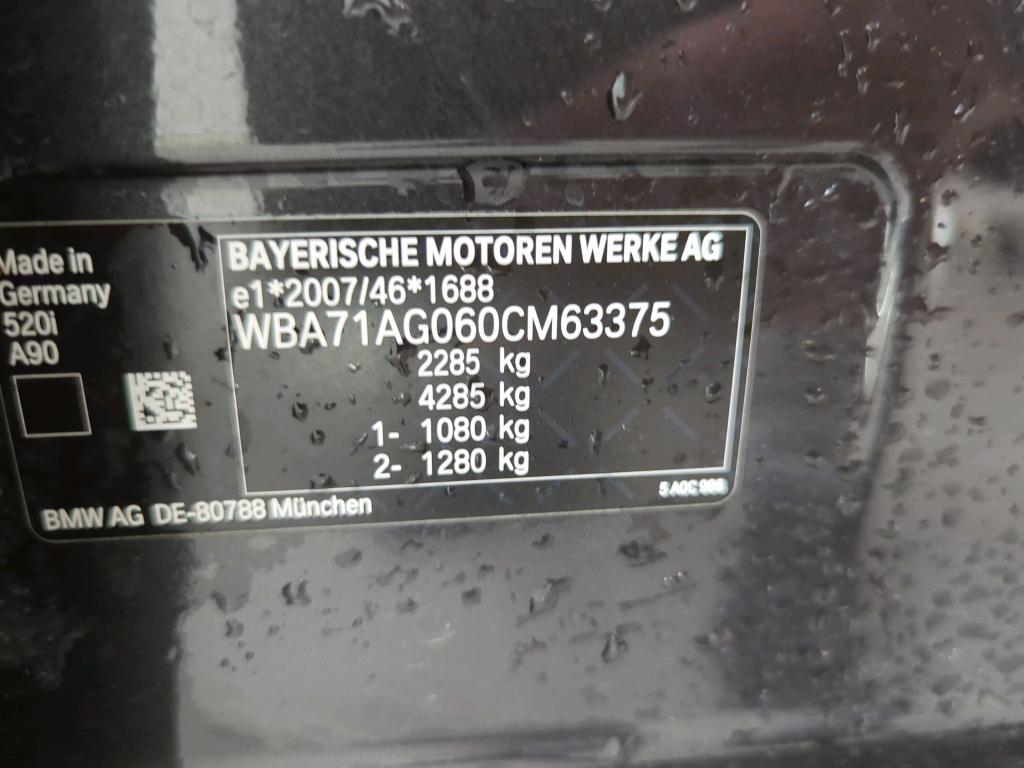 Made in
Germany
520i
A90
BAYERISCHE MOTOREN WERKE AG
e1*2007/46*1688
WBA71AG060CM63375
2285 kg
4285 kg
1- 1080 kg
2- 1280 kg
BMW AG DE-80788 München